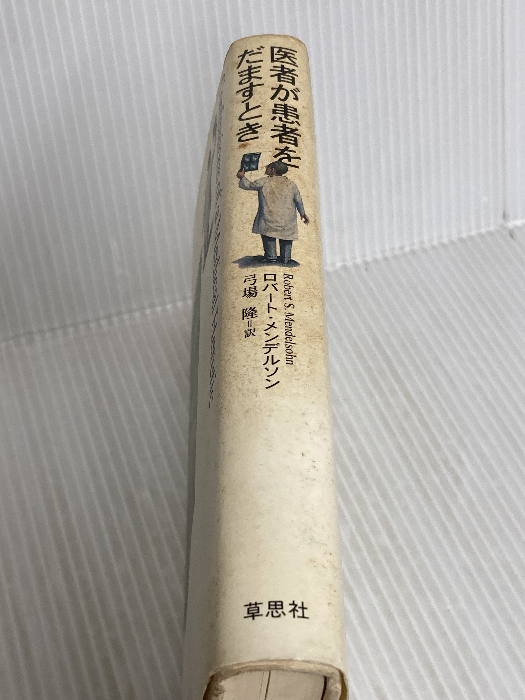 医者が患者を
だますとき
Robert S. Mendelsohn
ロバート・メンデルソン
弓場 隆=訳
草思社